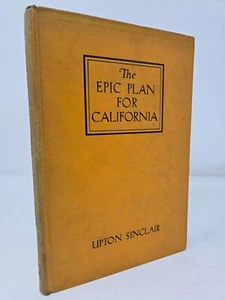 The
EPIC PLAN
FOR
CALIFORNIA
UPTON SINCLAIR